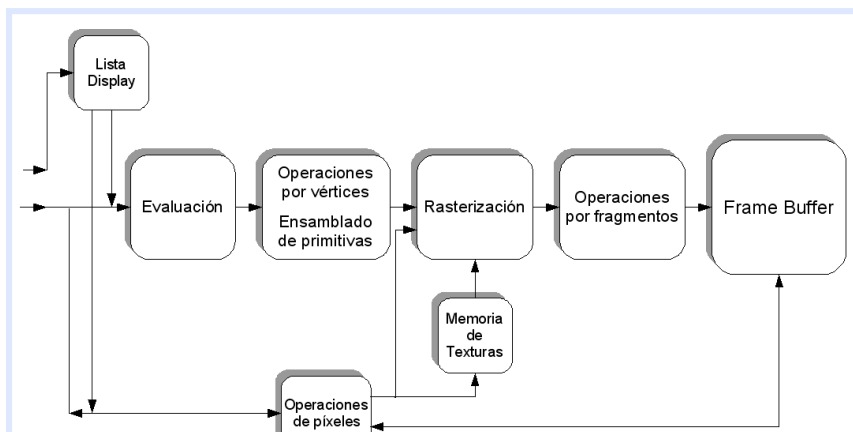 Lista
Display
Evaluación
Operaciones
por vértices
Ensamblado
de primitivas
Rasterización
Operaciones
por fragmentos
Frame Buffer
Memoria
de
Texturas
Operaciones
de píxeles